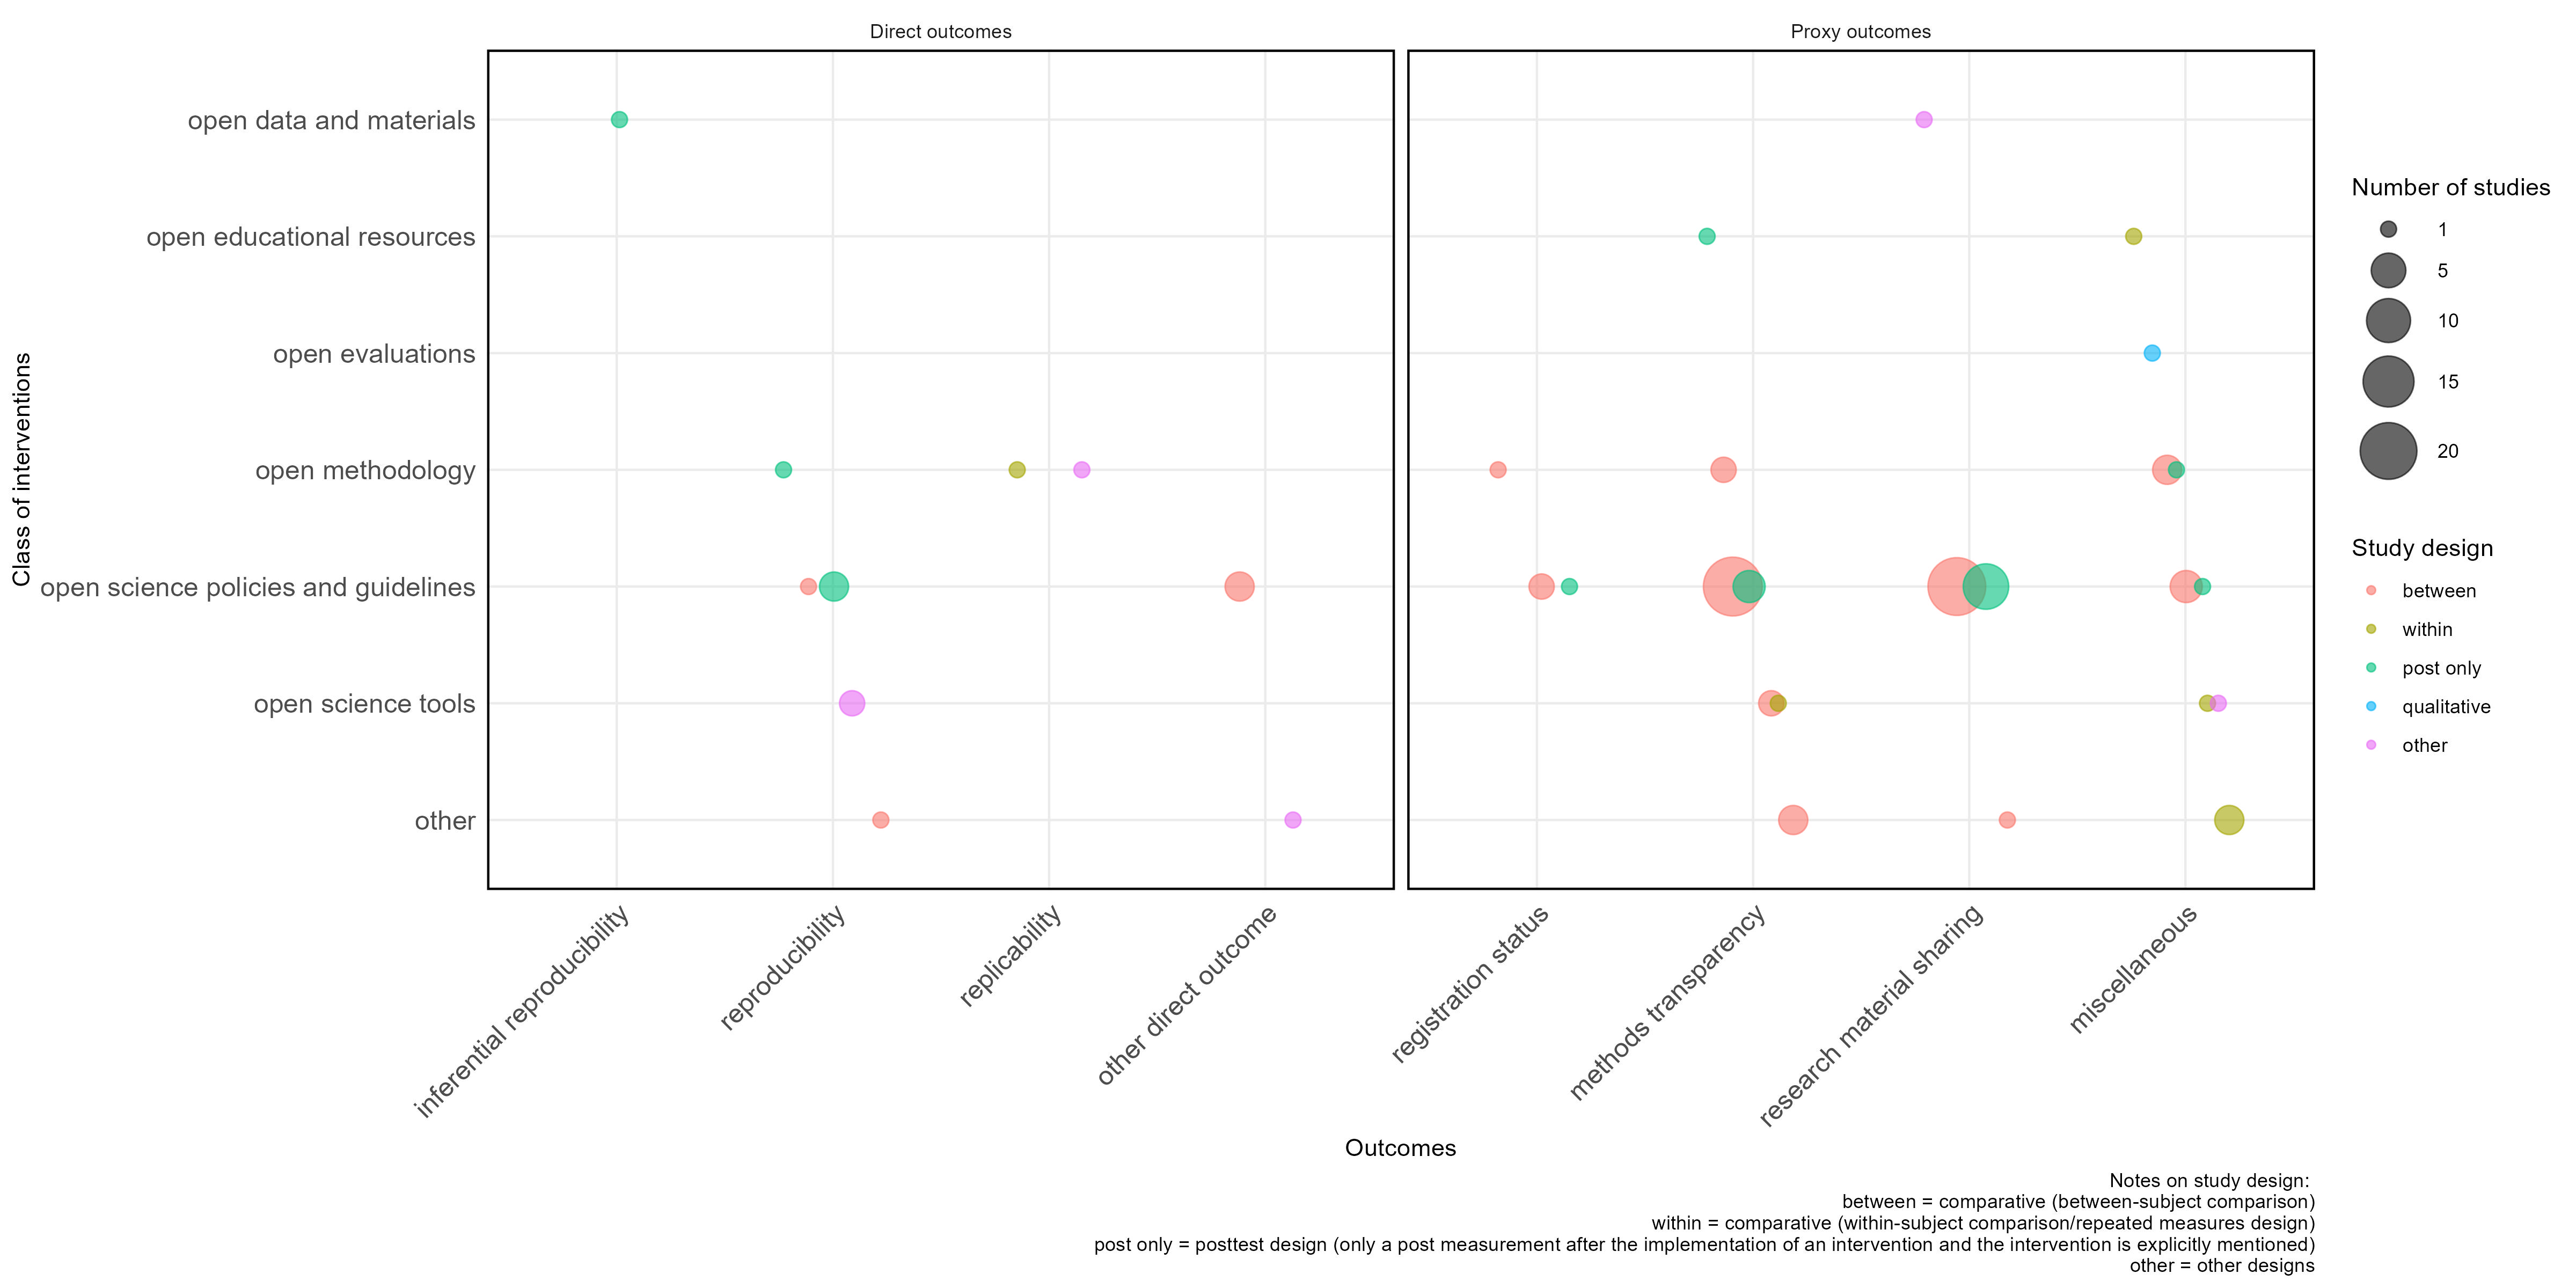 Direct outcomes
Proxy outcomes
Class of interventions
open data and materials
open educational resources
open evaluations
open methodology
open science policies and guidelines
open science tools
other
inferential reproducibility
reproducibility
replicability
other direct outcome
registration status
methods transparency
research material sharing
miscellaneous
Outcomes
Number of studies
1
5
10
15
20
Study design
between
within
post only
qualitative
other
Notes on study design:
between = comparative (between-subject comparison)
within = comparative (within-subject comparison/repeated measures design)
post only = posttest design (only a post measurement after the implementation of an intervention and the intervention is explicitly mentioned)
other = other designs